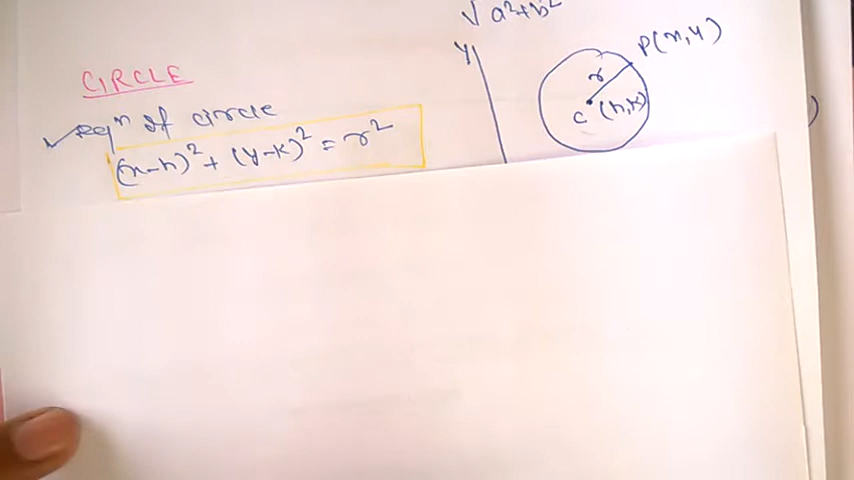 √a²+b²
CIRCLE
✓ Eqⁿ of circle
(x-h)² + (y-k)² = r²
Y
P(x,y)
r
C (h,k)
)